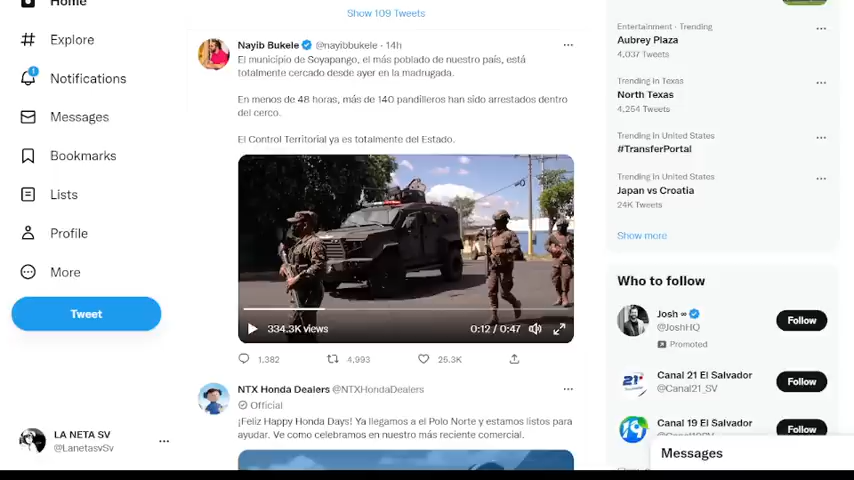 Home
Explore
1
Notifications
Messages
Bookmarks
Lists
Profile
More
Tweet
LA NETA SV
@LanetasvSv
Show 109 Tweets
Nayib Bukele @nayibbukele · 14h
El municipio de Soyapango, el más poblado de nuestro país, está
totalmente cercado desde ayer en la madrugada.
En menos de 48 horas, más de 140 pandilleros han sido arrestados dentro
del cerco.
El Control Territorial ya es totalmente del Estado.
334.3K views
0:12 / 0:47
1,382
4,993
25.3K
NTX Honda Dealers @NTXHondaDealers
Official
¡Feliz Happy Honda Days! Ya llegamos a el Polo Norte y estamos listos para
ayudar. Ve como celebramos en nuestro más reciente comercial.
Entertainment · Trending
Aubrey Plaza
4,037 Tweets
Trending in Texas
North Texas
4,254 Tweets
Trending in United States
#TransferPortal
Trending in United States
Japan vs Croatia
24K Tweets
Show more
Who to follow
Josh ∞
@JoshHQ
Promoted
Follow
21
Canal 21 El Salvador
@Canal21_SV
Follow
19
Canal 19 El Salvador
Follow
Messages